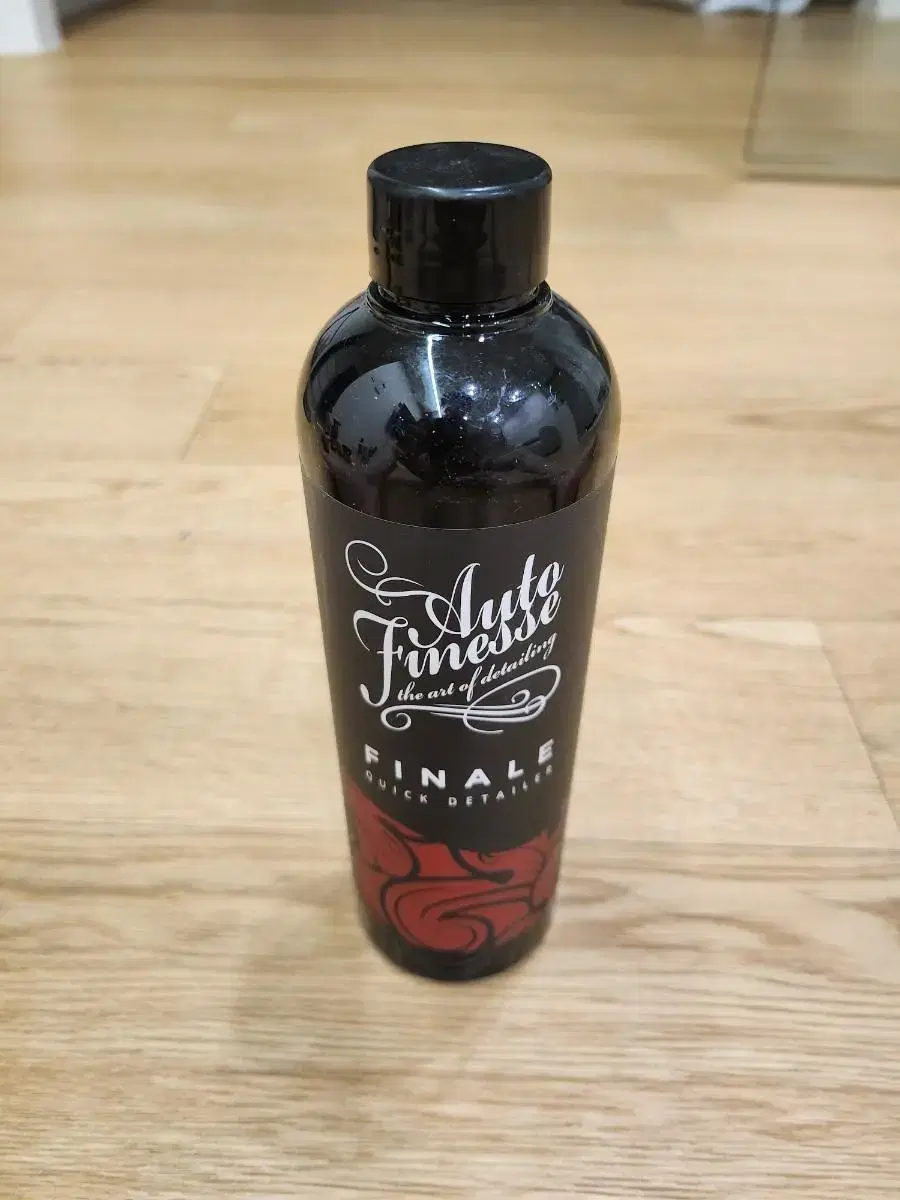 Auto
Finesse
the art of detailing
FINALE
QUICK DETAILER